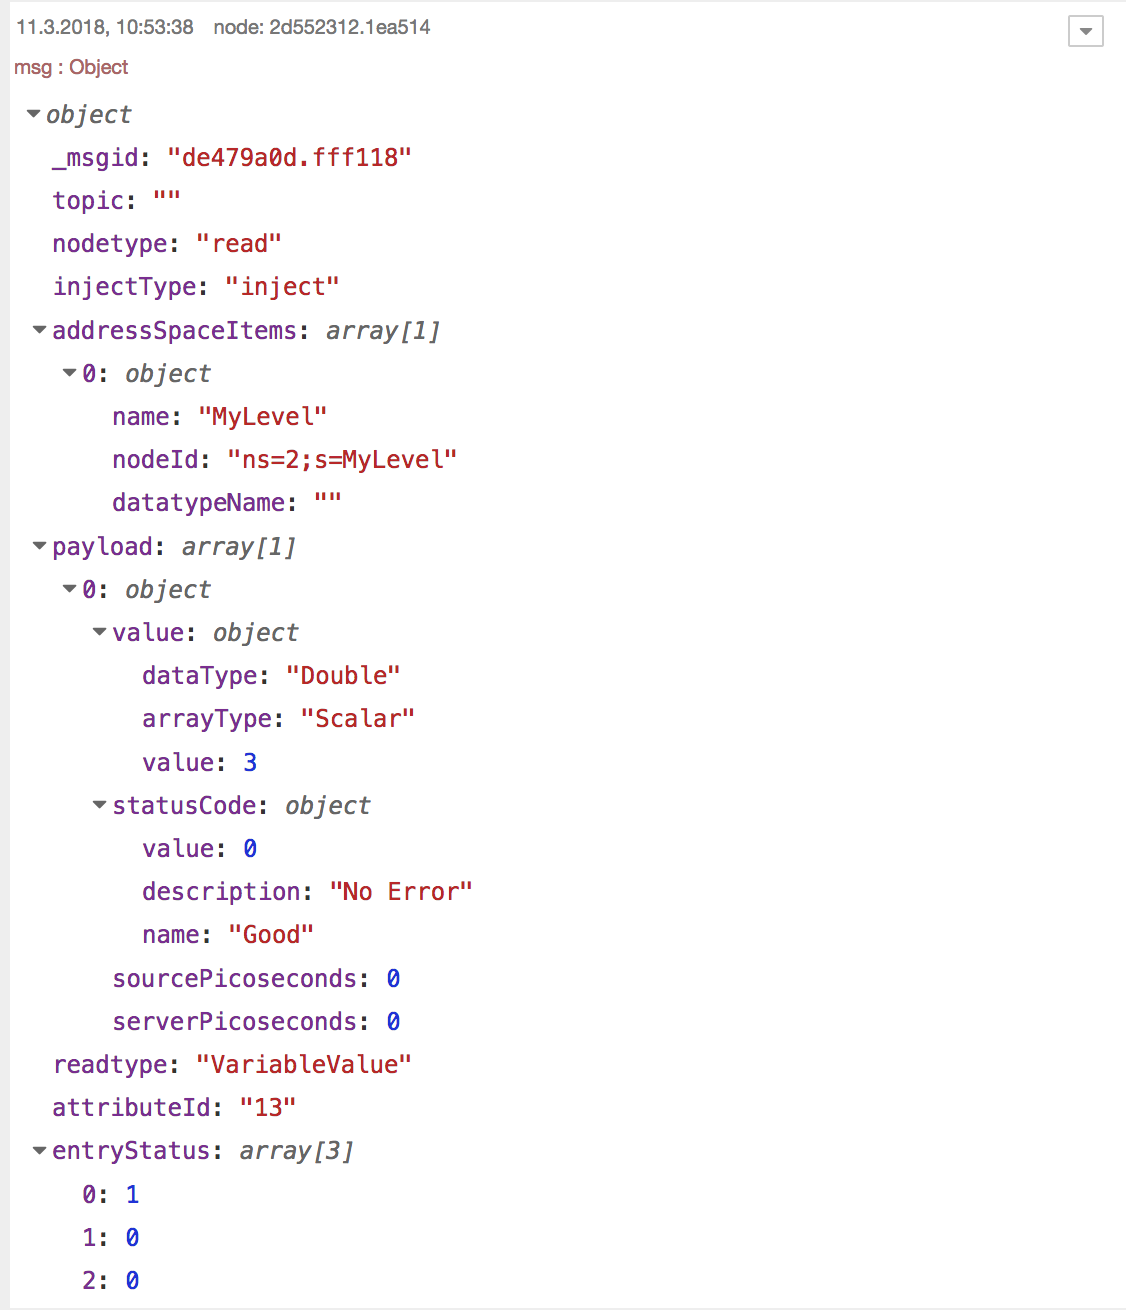 11.3.2018, 10:53:38 node: 2d552312.1ea514
msg : Object
object
_msgid: "de479a0d.fff118"
topic: ""
nodetype: "read"
injectType: "inject"
addressSpaceItems: array[1]
0: object
name: "MyLevel"
nodeId: "ns=2;s=MyLevel"
datatypeName: ""
payload: array[1]
0: object
value: object
dataType: "Double"
arrayType: "Scalar"
value: 3
statusCode: object
value: 0
description: "No Error"
name: "Good"
sourcePicoseconds: 0
serverPicoseconds: 0
readtype: "VariableValue"
attributeId: "13"
entryStatus: array[3]
0: 1
1: 0
2: 0